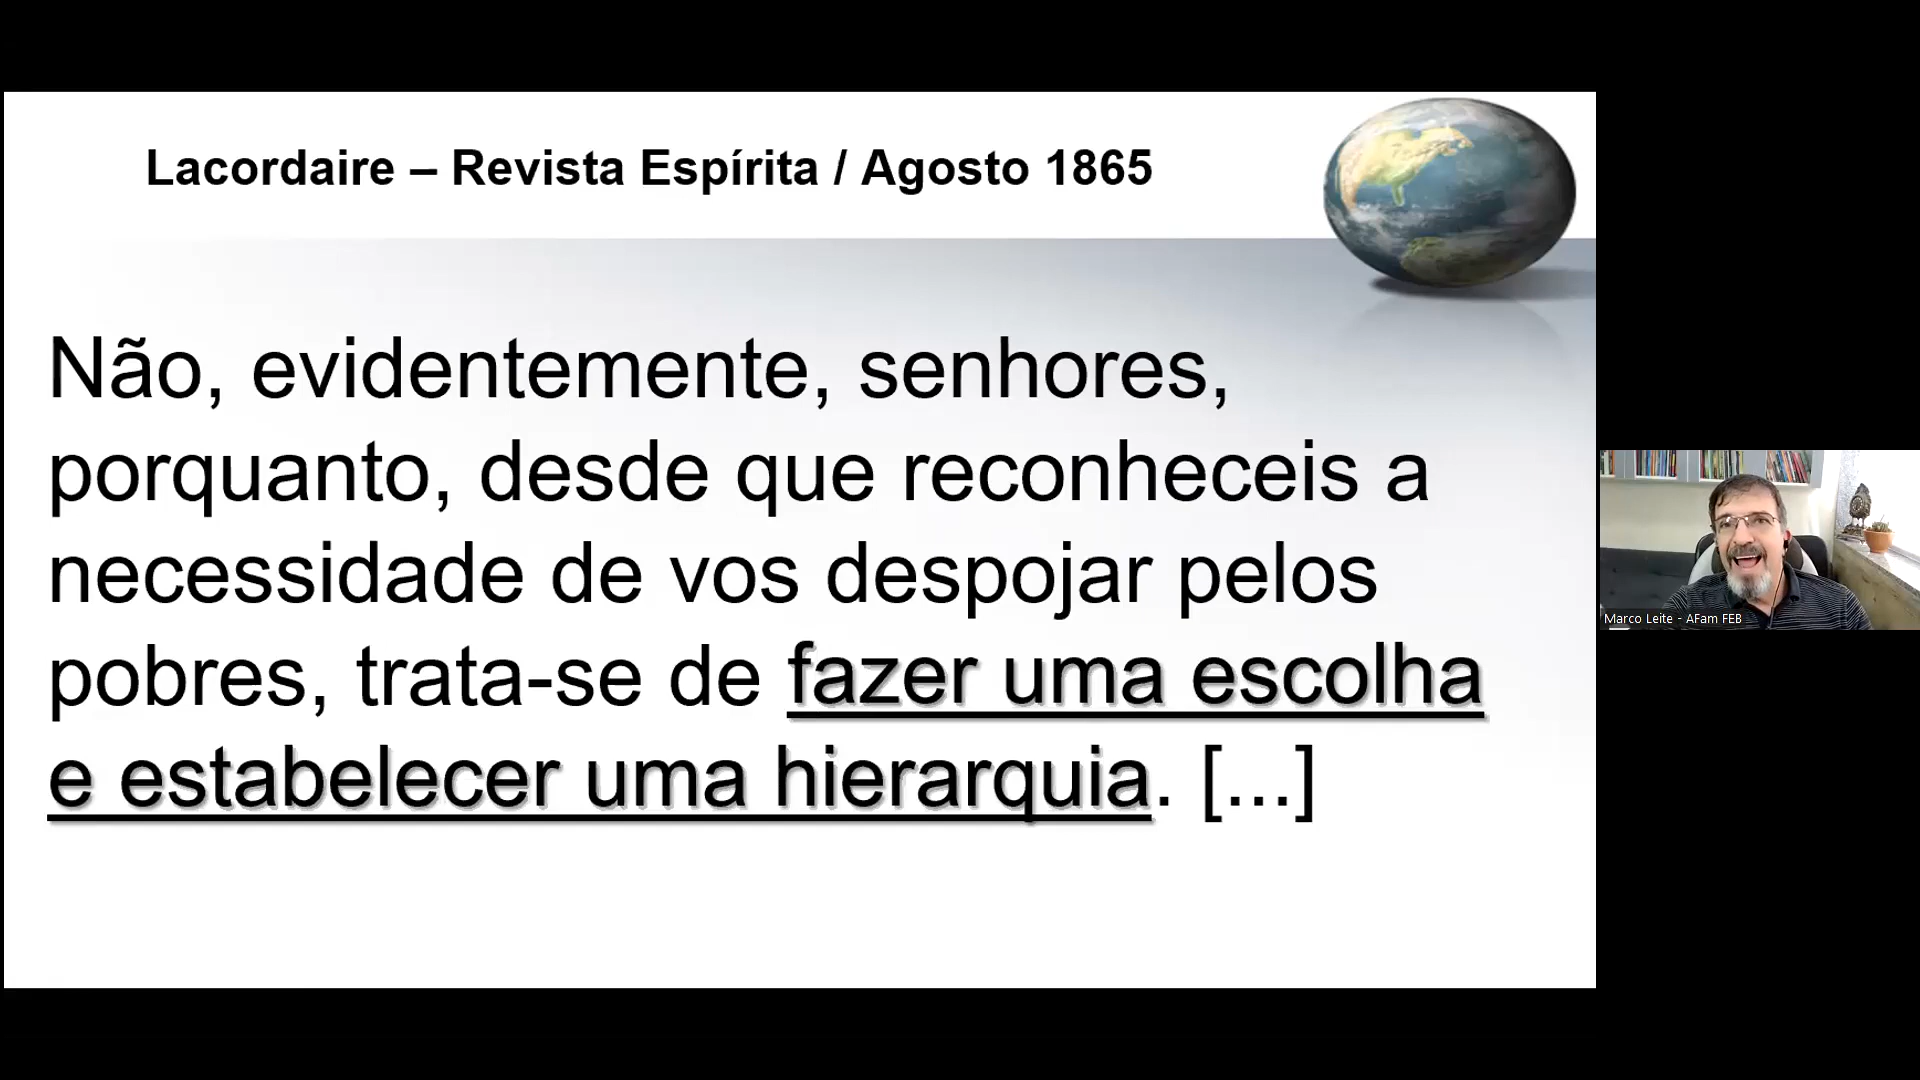 Lacordaire – Revista Espírita / Agosto 1865
Não, evidentemente, senhores,
porquanto, desde que reconheceis a
necessidade de vos despojar pelos
pobres, trata-se de fazer uma escolha
e estabelecer uma hierarquia. [...]
Marco Leite - AFam FEB